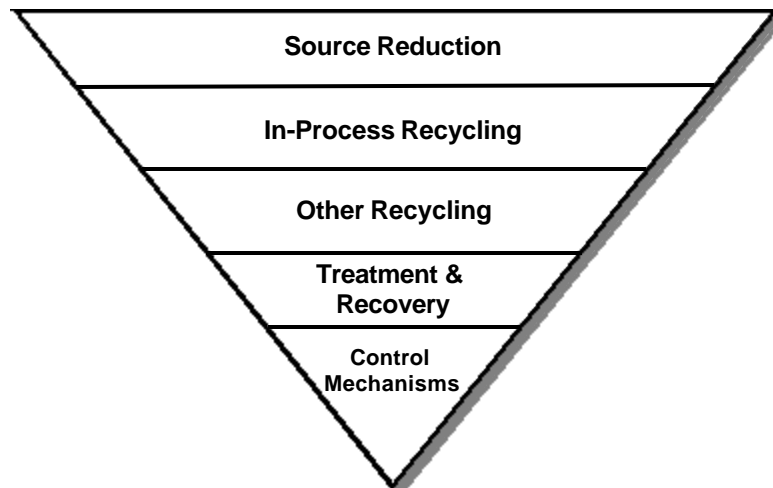 Source Reduction
In-Process Recycling
Other Recycling
Treatment &
Recovery
Control
Mechanisms